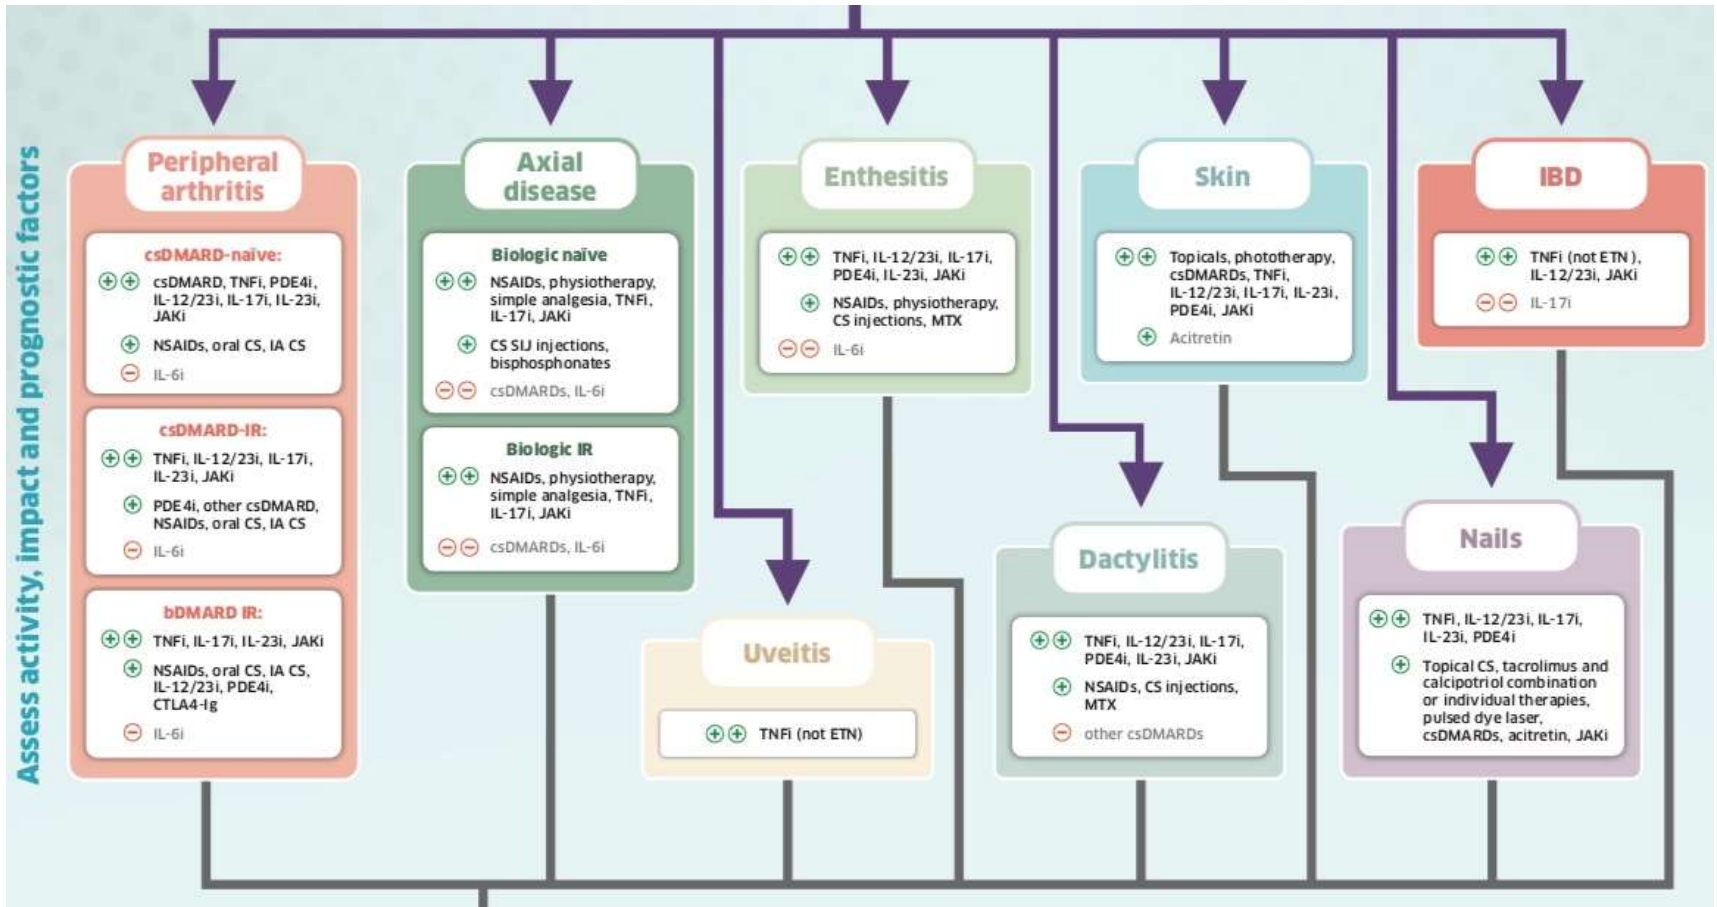 Assess activity, impact and prognostic factors
Peripheral
arthritis
csDMARD-naïve:
csDMARD, TNFi, PDE4i,
IL-12/23i, IL-17i, IL-23i,
JAKi
NSAIDs, oral CS, IA CS
IL-6i
csDMARD-IR:
TNFi, IL-12/23i, IL-17i,
IL-23i, JAKi
PDE4i, other csDMARD,
NSAIDs, oral CS, IA CS
IL-6i
bDMARD IR:
TNFi, IL-17i, IL-23i, JAKi
NSAIDs, oral CS, IA CS,
IL-12/23i, PDE4i,
CTLA4-Ig
IL-6i
Axial
disease
Biologic naïve
NSAIDs, physiotherapy,
simple analgesia, TNFi,
IL-17i, JAKi
CS SIJ injections,
bisphosphonates
csDMARDs, IL-6i
Biologic IR
NSAIDs, physiotherapy,
simple analgesia, TNFi,
IL-17i, JAKi
csDMARDs, IL-6i
Uveitis
TNFi (not ETN)
Enthesitis
TNFi, IL-12/23i, IL-17i,
PDE4i, IL-23i, JAKi
NSAIDs, physiotherapy,
CS injections, MTX
IL-6i
Dactylitis
TNFi, IL-12/23i, IL-17i,
PDE4i, IL-23i, JAKi
NSAIDs, CS injections,
MTX
other csDMARDs
Skin
Topicals, phototherapy,
csDMARDs, TNFi,
IL-12/23i, IL-17i, IL-23i,
PDE4i, JAKi
Acitretin
Nails
TNFi, IL-12/23i, IL-17i,
IL-23i, PDE4i
Topical CS, tacrolimus and
calcipotriol combination
or individual therapies,
pulsed dye laser,
csDMARDs, acitretin, JAKi
IBD
TNFi (not ETN ),
IL-12/23i, JAKi
IL-17i